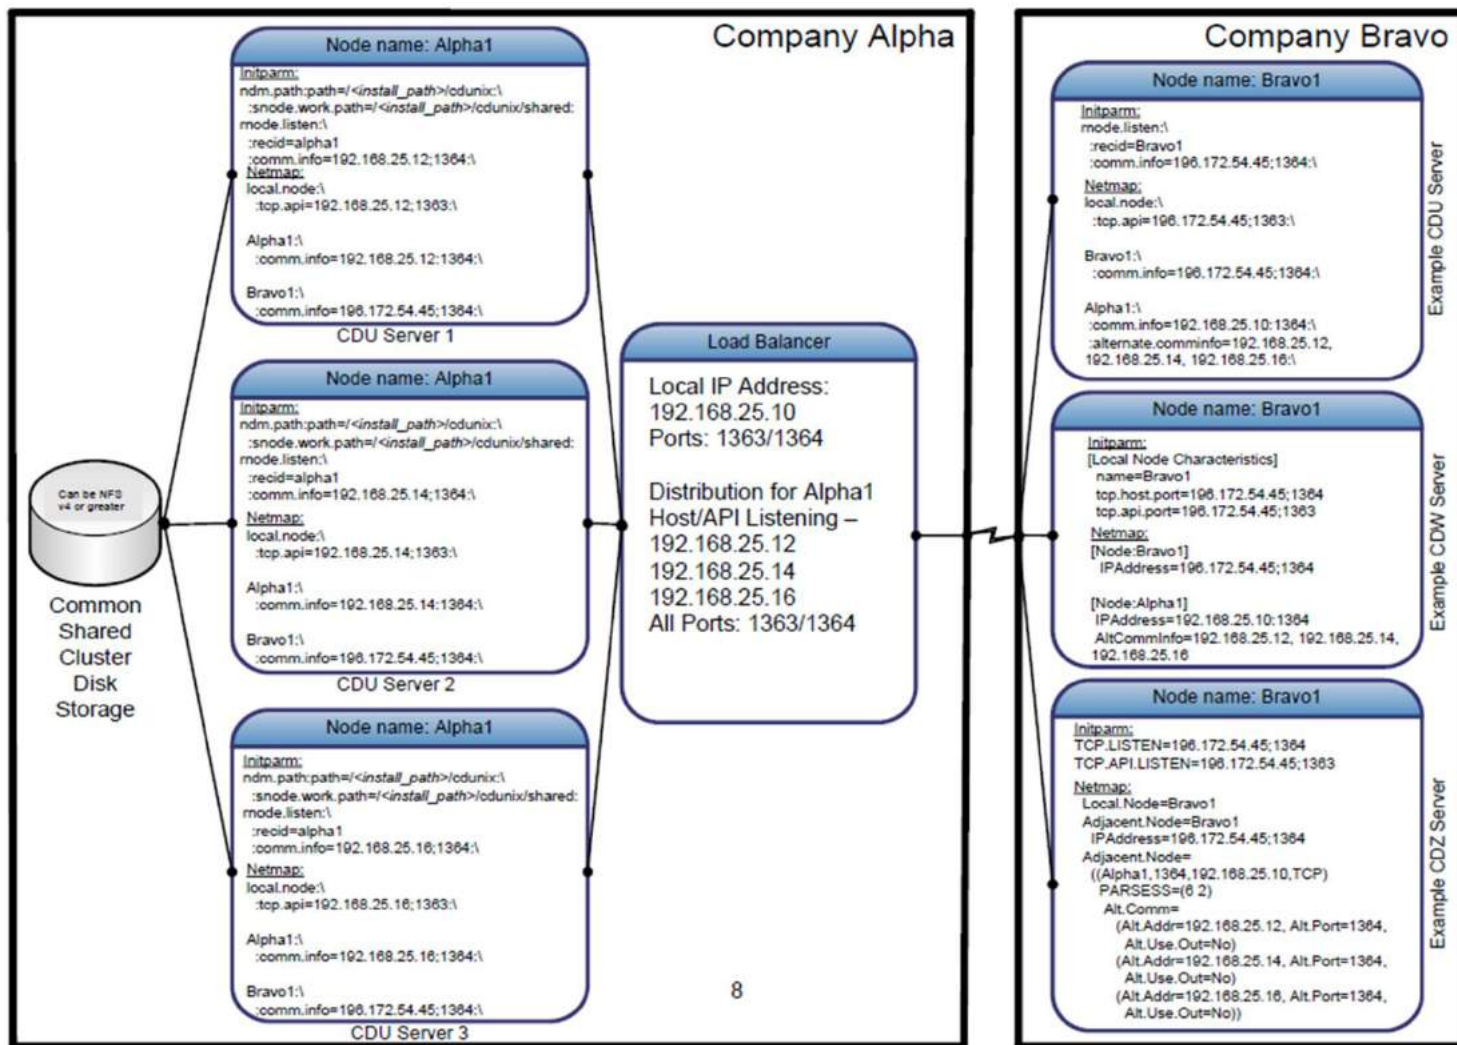 Company Alpha
Node name: Alpha1
Initparm:
ndm.path:path=/<install_path>/cdunix:\
:snode.work.path=/<install_path>/cdunix/shared:
rnode.listen:\
:recid=alpha1
:comm.info=192.168.25.12;1364:\
Netmap:
local.node:\
:tcp.api=192.168.25.12;1363:\
Alpha1:\
:comm.info=192.168.25.12:1364:\
Bravo1:\
:comm.info=196.172.54.45;1364:\
CDU Server 1
Node name: Alpha1
Initparm:
ndm.path:path=/<install_path>/cdunix:\
:snode.work.path=/<install_path>/cdunix/shared:
rnode.listen:\
:recid=alpha1
:comm.info=192.168.25.14;1364:\
Netmap:
local.node:\
:tcp.api=192.168.25.14;1363:\
Alpha1:\
:comm.info=192.168.25.14:1364:\
Bravo1:\
:comm.info=196.172.54.45;1364:\
CDU Server 2
Node name: Alpha1
Initparm:
ndm.path:path=/<install_path>/cdunix:\
:snode.work.path=/<install_path>/cdunix/shared:
rnode.listen:\
:recid=alpha1
:comm.info=192.168.25.16;1364:\
Netmap:
local.node:\
:tcp.api=192.168.25.16;1363:\
Alpha1:\
:comm.info=192.168.25.16;1364:\
Bravo1:\
:comm.info=196.172.54.45;1364:\
CDU Server 3
Can be NFS
v4 or greater
Common
Shared
Cluster
Disk
Storage
Load Balancer
Local IP Address:
192.168.25.10
Ports: 1363/1364
Distribution for Alpha1
Host/API Listening –
192.168.25.12
192.168.25.14
192.168.25.16
All Ports: 1363/1364
8
Company Bravo
Node name: Bravo1
Initparm:
rnode.listen:\
:recid=Bravo1
:comm.info=196.172.54.45;1364:\
Netmap:
local.node:\
:tcp.api=196.172.54.45;1363:\
Bravo1:\
:comm.info=196.172.54.45;1364:\
Alpha1:\
:comm.info=192.168.25.10:1364:\
:alternate.comminfo=192.168.25.12,
192.168.25.14, 192.168.25.16:\
Example CDU Server
Node name: Bravo1
Initparm:
[Local Node Characteristics]
name=Bravo1
tcp.host.port=196.172.54.45;1364
tcp.api.port=196.172.54.45;1363
Netmap:
[Node:Bravo1]
IPAddress=196.172.54.45;1364
[Node:Alpha1]
IPAddress=192.168.25.10:1364
AltCommInfo=192.168.25.12, 192.168.25.14,
192.168.25.16
Example CDW Server
Node name: Bravo1
Initparm:
TCP.LISTEN=196.172.54.45;1364
TCP.API.LISTEN=196.172.54.45;1363
Netmap:
Local.Node=Bravo1
Adjacent.Node=Bravo1
IPAddress=196.172.54.45;1364
Adjacent.Node=
((Alpha1,1364,192.168.25.10,TCP)
PARSESS=(6 2)
Alt.Comm=
(Alt.Addr=192.168.25.12, Alt.Port=1364,
Alt.Use.Out=No)
(Alt.Addr=192.168.25.14, Alt.Port=1364,
Alt.Use.Out=No)
(Alt.Addr=192.168.25.16, Alt.Port=1364,
Alt.Use.Out=No))
Example CDZ Server